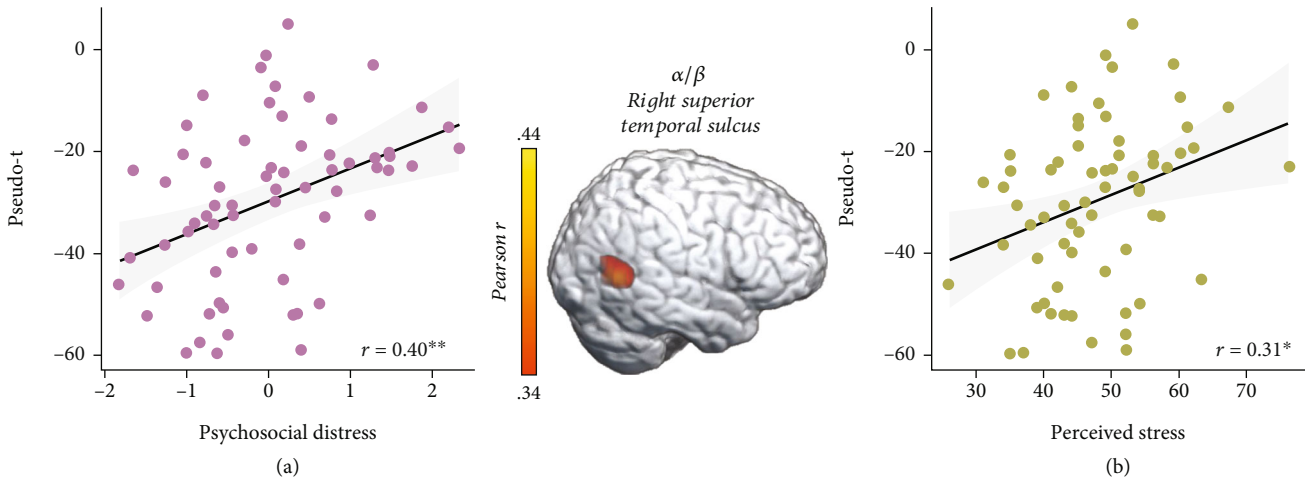 0
−20
−40
−60
Pseudo-t
r = 0.40**
−2
−1
0
1
2
Psychosocial distress
(a)
α/β
Right superior
temporal sulcus
.44
Pearson r
.34
0
−20
−40
−60
Pseudo-t
r = 0.31*
30
40
50
60
70
Perceived stress
(b)